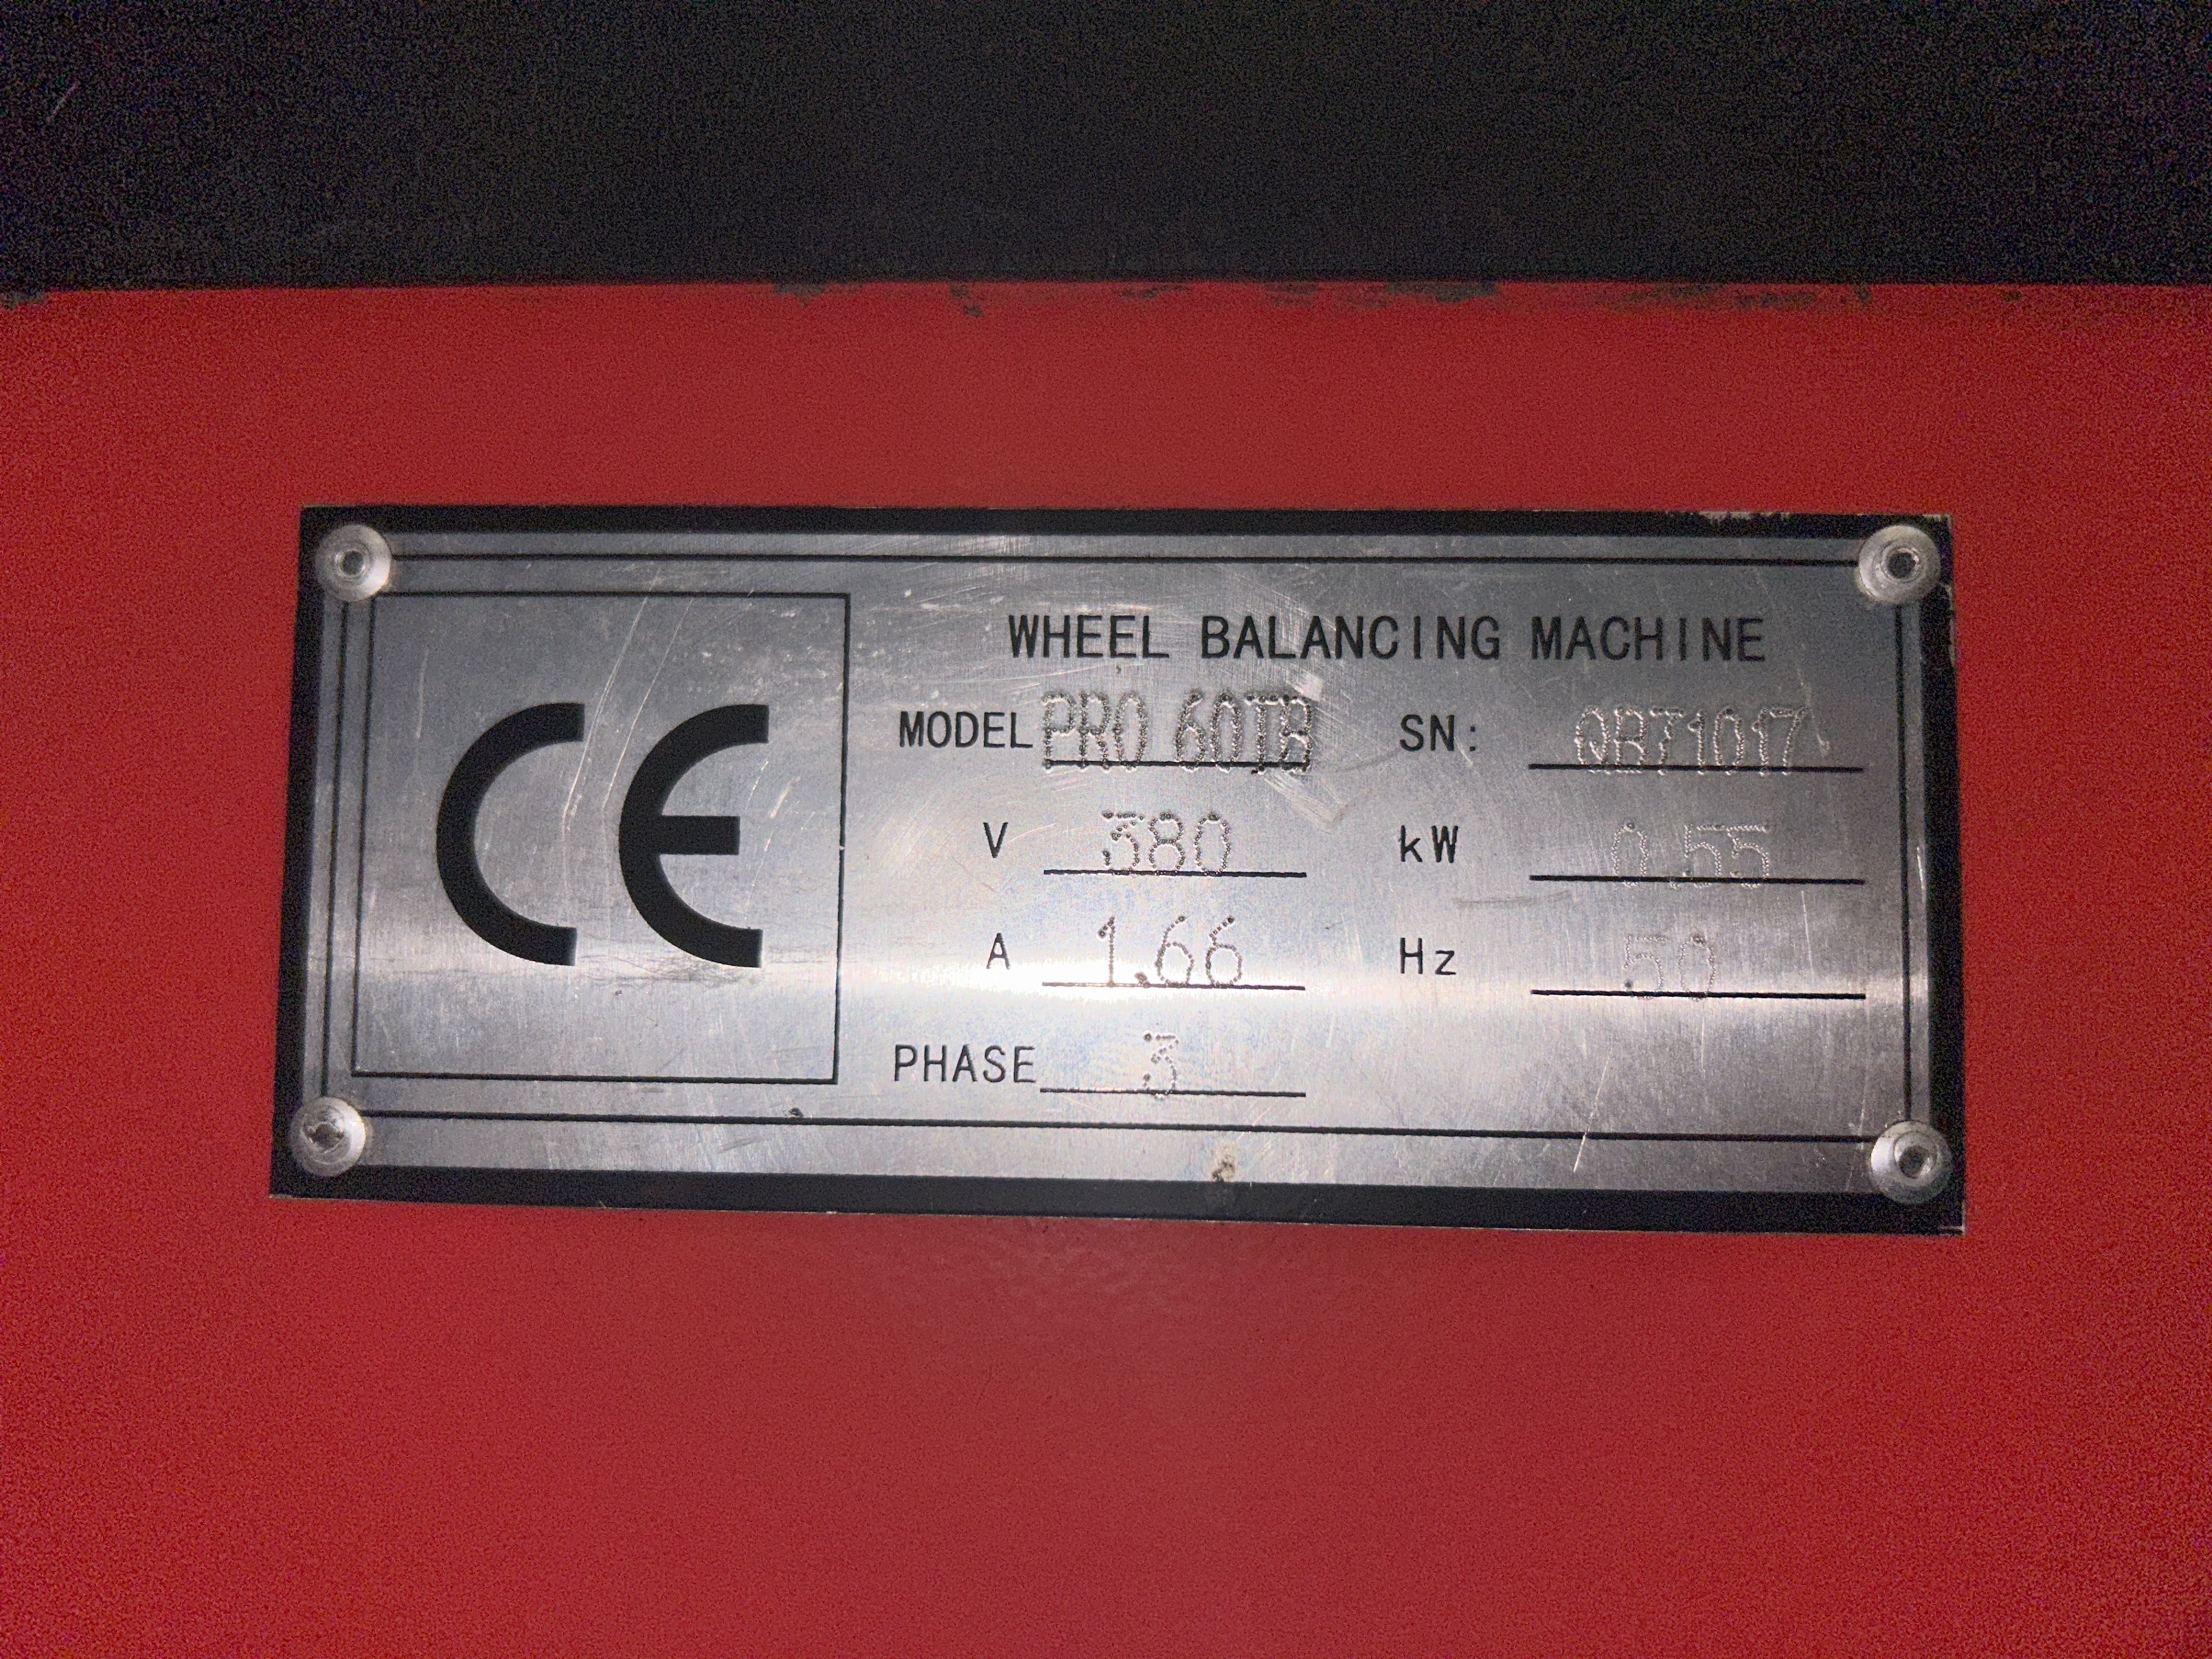 CE
WHEEL BALANCING MACHINE
MODEL PRO 60TB SN: QB71017
V 380 kW 0.55
A 1.66 Hz 50
PHASE 3